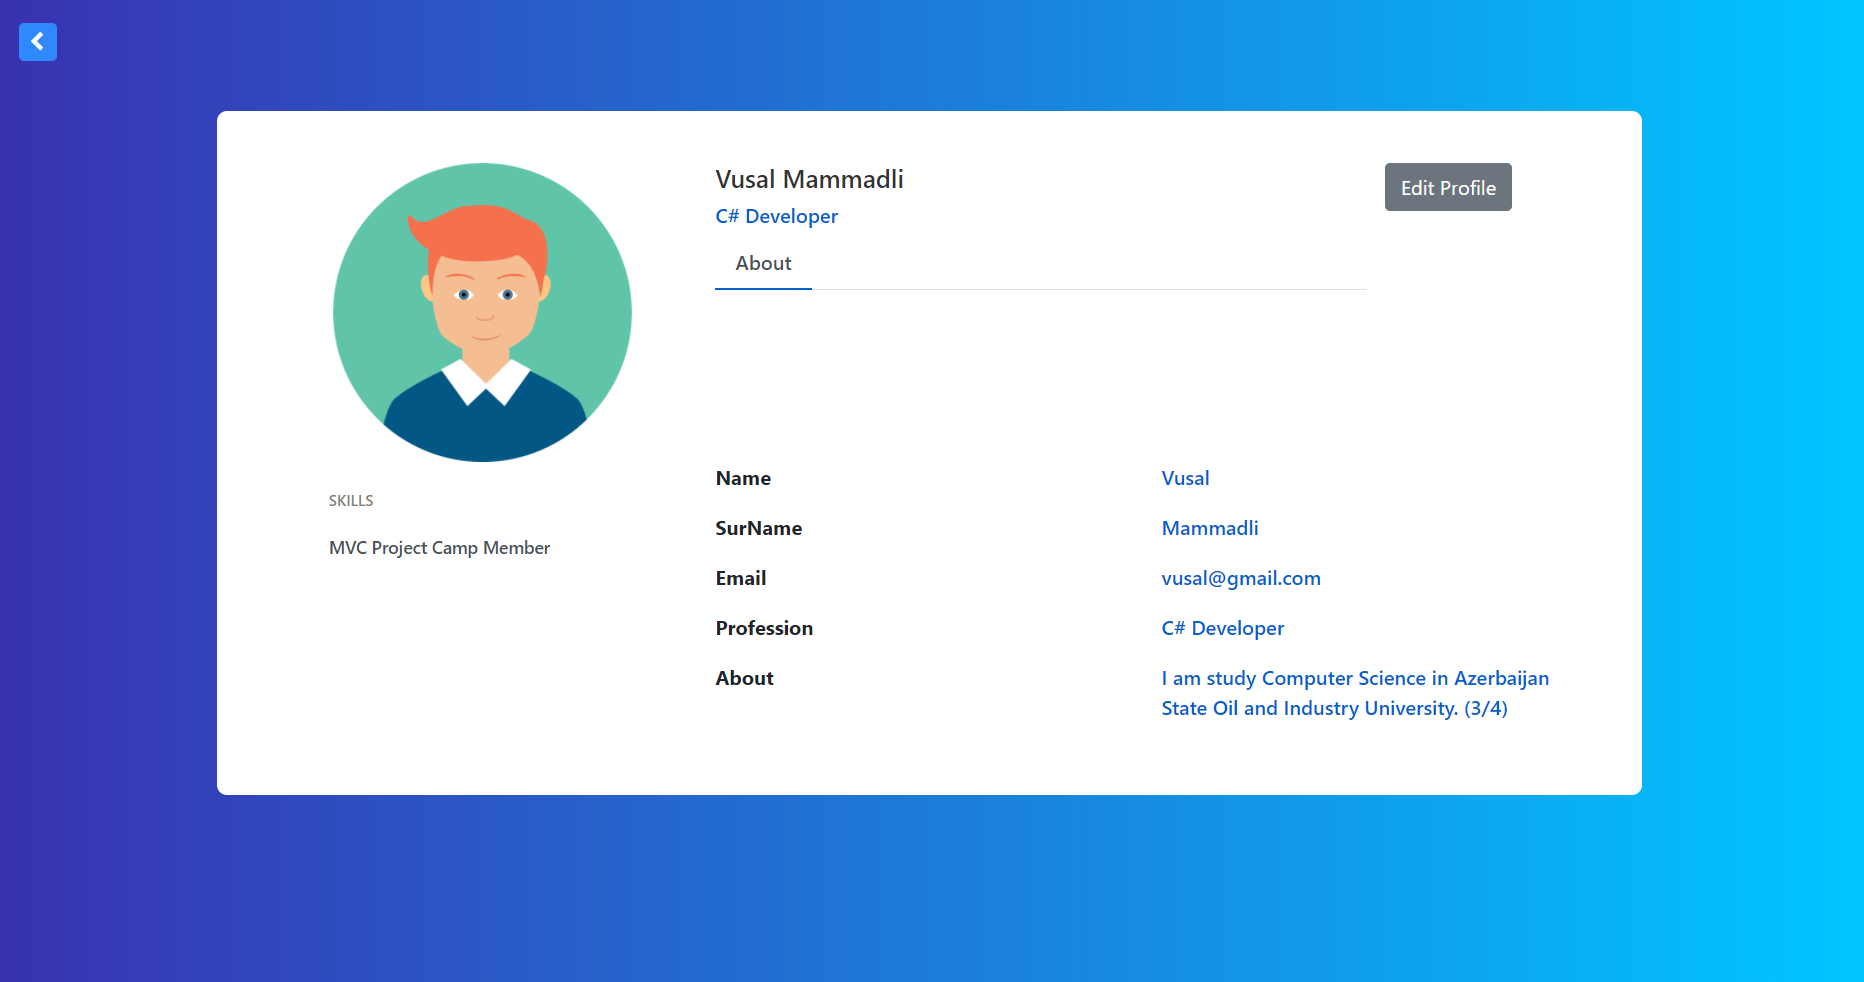 Vusal Mammadli
Edit Profile
C# Developer
About
SKILLS
MVC Project Camp Member
Name Vusal
SurName Mammadli
Email vusal@gmail.com
Profession C# Developer
About I am study Computer Science in Azerbaijan
State Oil and Industry University. (3/4)